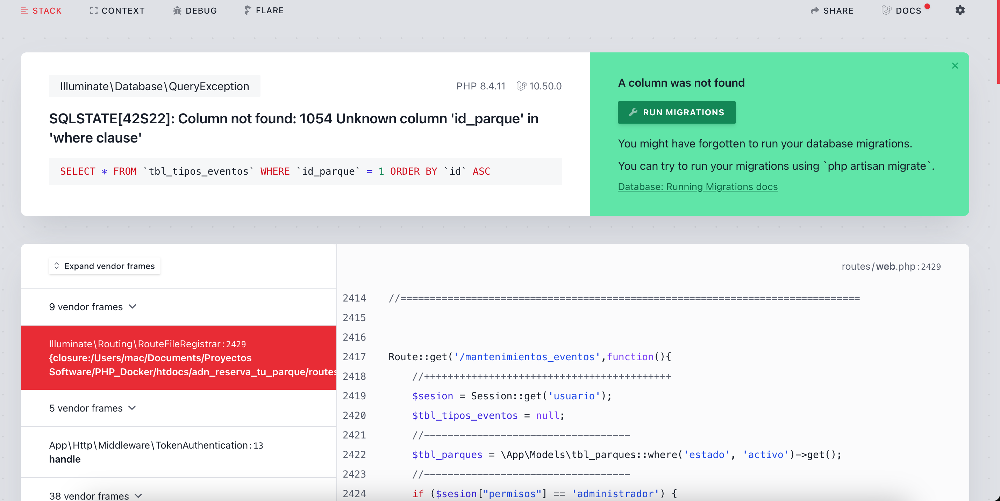 STACK CONTEXT DEBUG FLARE SHARE DOCS
Illuminate\Database\QueryException
PHP 8.4.11 10.50.0
SQLSTATE[42S22]: Column not found: 1054 Unknown column 'id_parque' in
'where clause'
SELECT * FROM `tbl_tipos_eventos` WHERE `id_parque` = 1 ORDER BY `id` ASC
A column was not found
RUN MIGRATIONS
You might have forgotten to run your database migrations.
You can try to run your migrations using `php artisan migrate`.
Database: Running Migrations docs
Expand vendor frames
9 vendor frames
Illuminate\Routing\RouteFileRegistrar:2429
{closure:/Users/mac/Documents/Proyectos
Software/PHP_Docker/htdocs/adn_reserva_tu_parque/routes
5 vendor frames
App\Http\Middleware\TokenAuthentication:13
handle
38 vendor frames
routes/web.php:2429
2414 //==============================================================================
2415
2416
2417 Route::get('/mantenimientos_eventos',function(){
2418 //++++++++++++++++++++++++++++++++++++++++++
2419 $sesion = Session::get('usuario');
2420 $tbl_tipos_eventos = null;
2421 //-----------------------------------
2422 $tbl_parques = \App\Models\tbl_parques::where('estado', 'activo')->get();
2423 //-----------------------------------
2424 if ($sesion["permisos"] == 'administrador') {